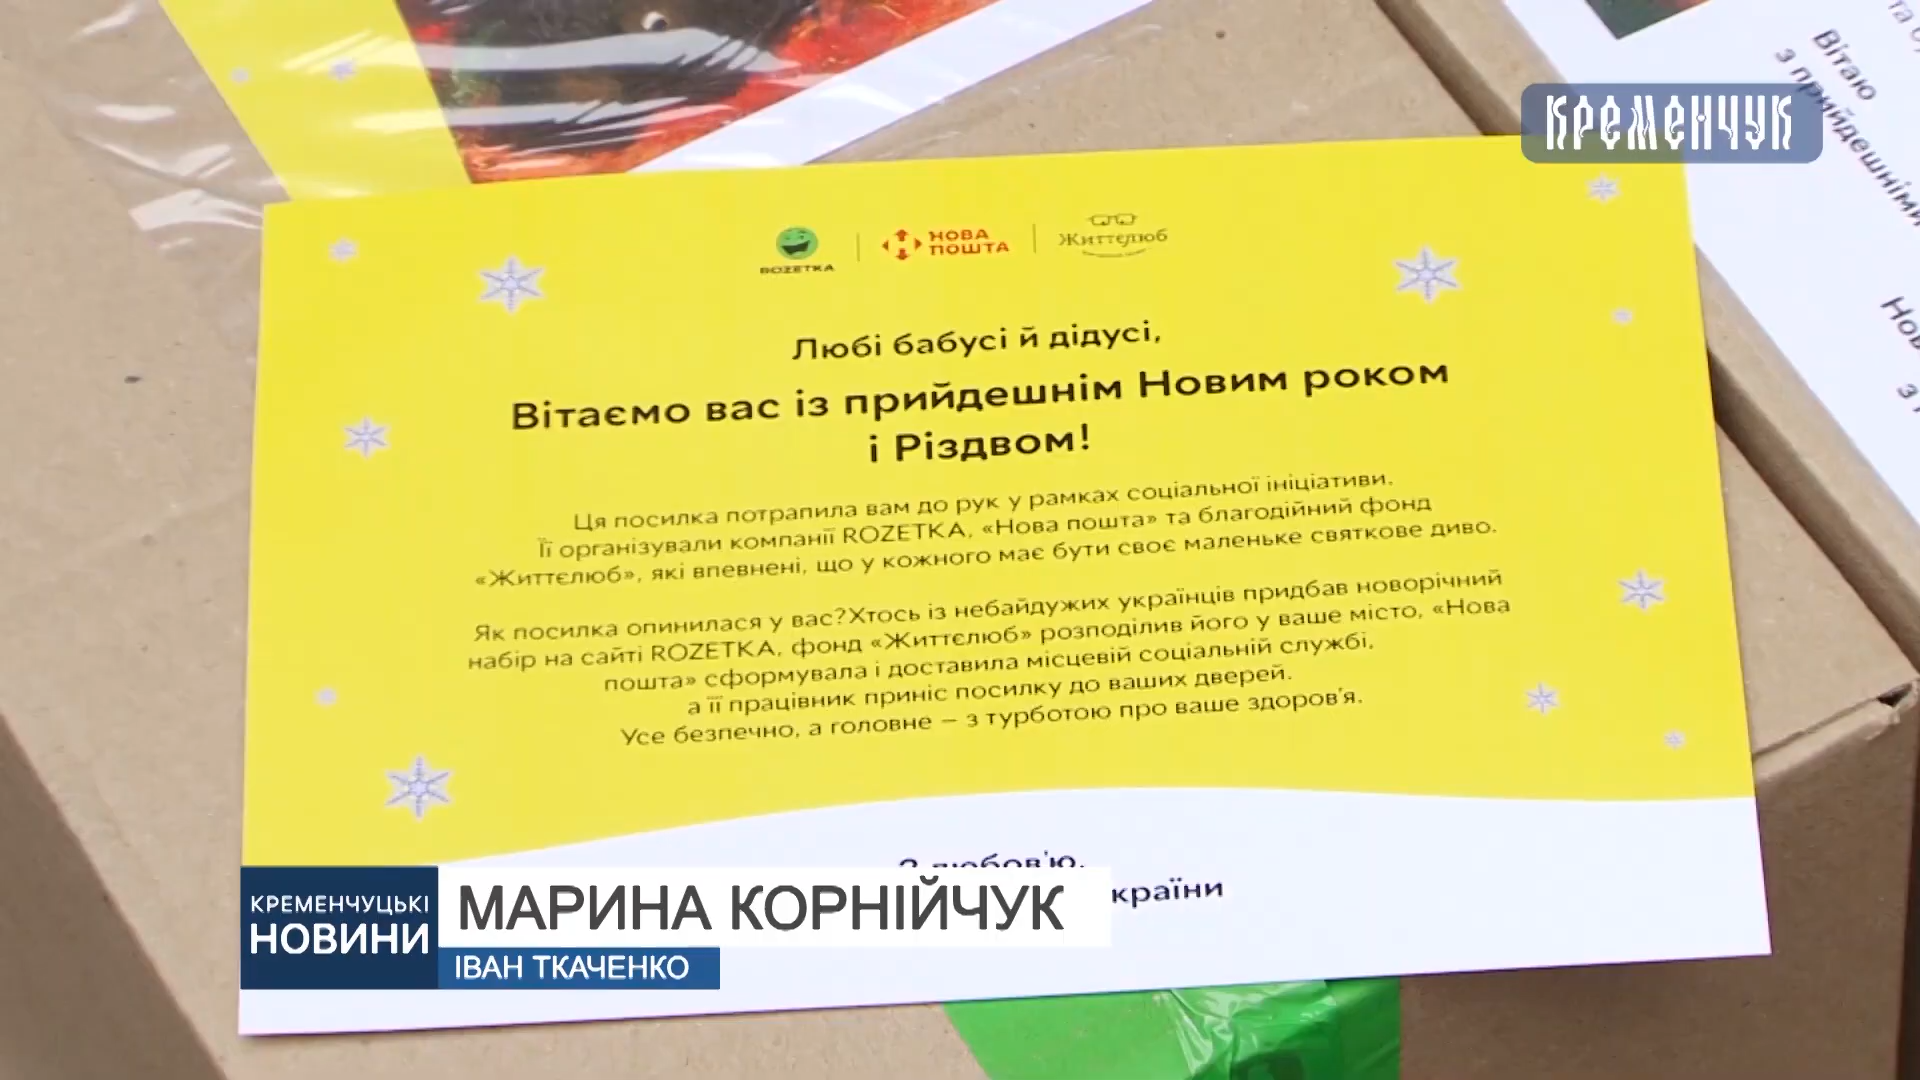 та
Вітаю
з прийдешніми
Нов
КРЕМЕНЧУК
ROZETKA
НОВА
ПОШТА
Життєлюб
Любі бабусі й дідусі,
Вітаємо вас із прийдешнім Новим роком
і Різдвом!
Ця посилка потрапила вам до рук у рамках соціальної ініціативи.
Її організували компанії ROZETKA, «Нова пошта» та благодійний фонд
«Життєлюб», які впевнені, що у кожного має бути своє маленьке святкове диво.
Як посилка опинилася у вас? Хтось із небайдужих українців придбав новорічний
набір на сайті ROZETKA, фонд «Життєлюб» розподілив його у ваше місто, «Нова
пошта» сформувала і доставила місцевій соціальній службі,
а її працівник приніс посилку до ваших дверей.
Усе безпечно, а головне – з турботою про ваше здоров'я.
З любов'ю,
країни
КРЕМЕНЧУЦЬКІ
НОВИНИ
МАРИНА КОРНІЙЧУК
ІВАН ТКАЧЕНКО